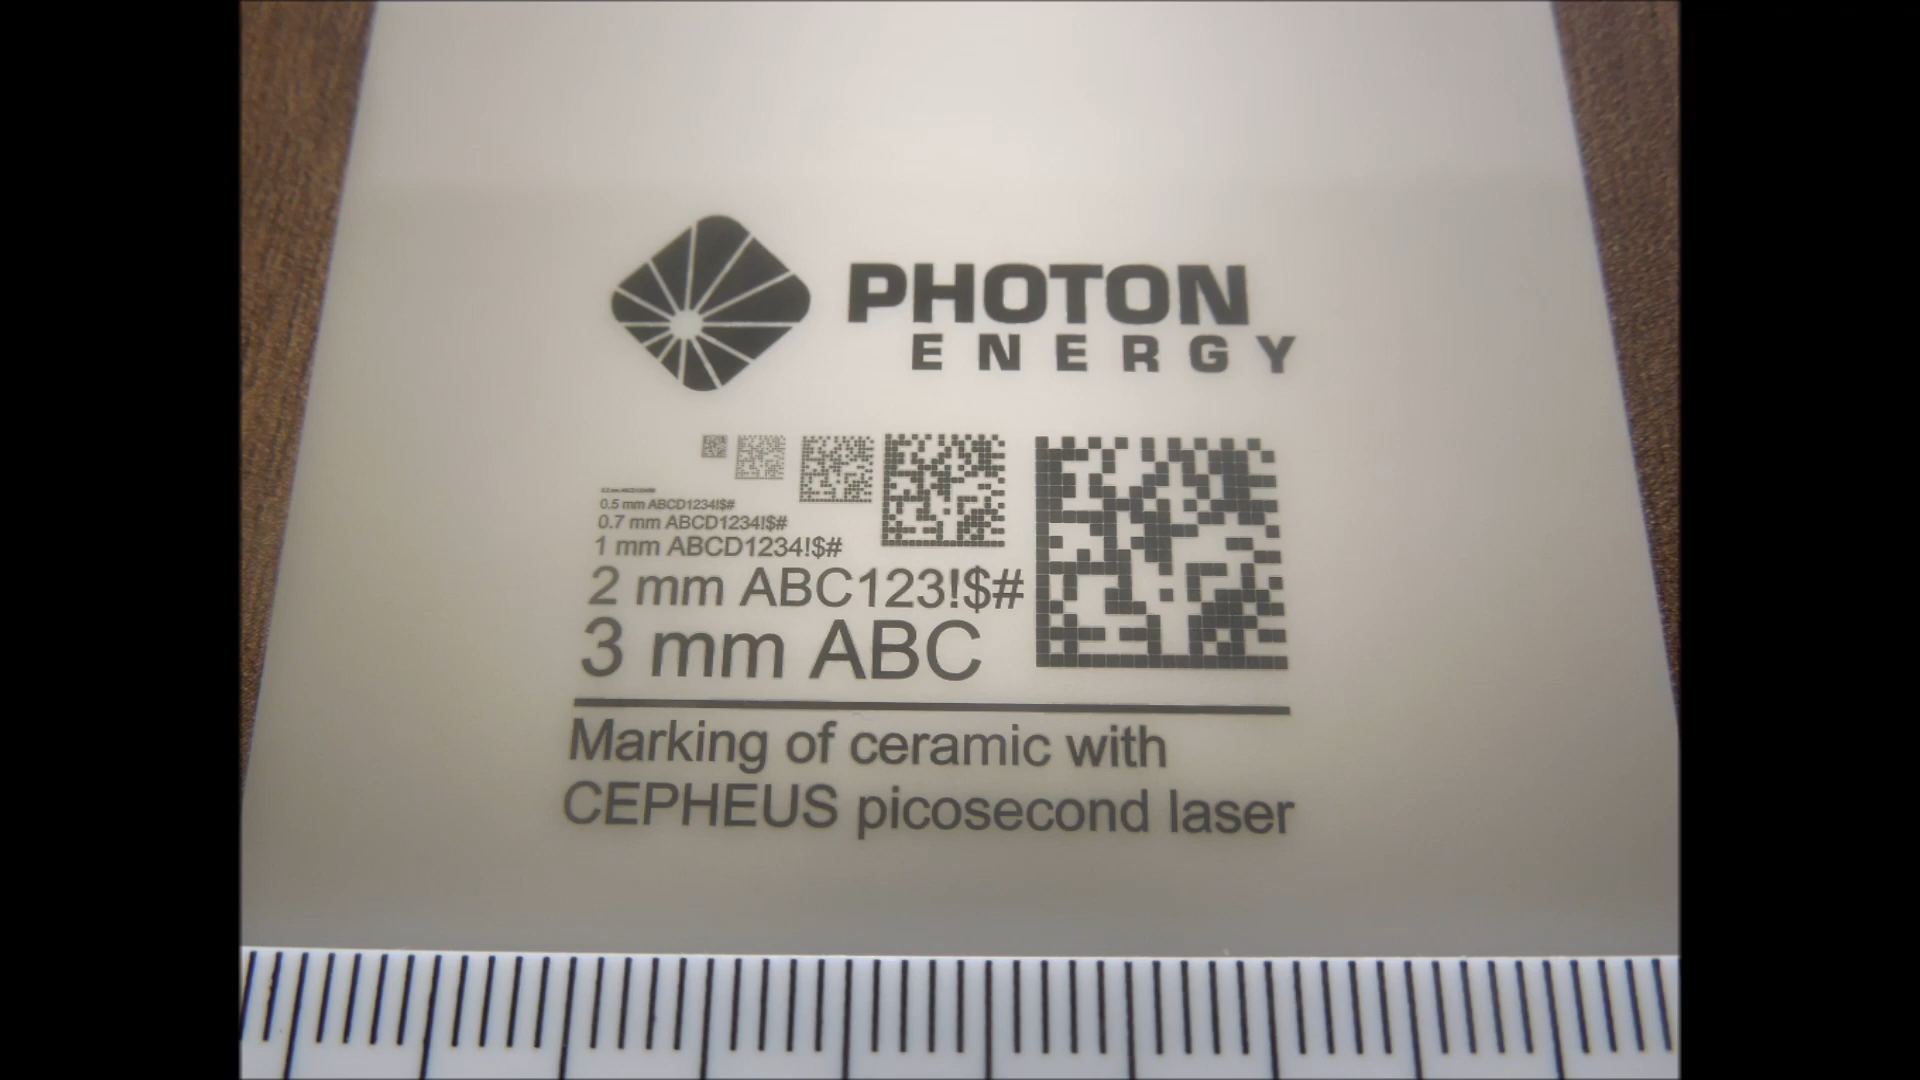 PHOTON
ENERGY
0.5 mm ABCD1234!$#
0.7 mm ABCD1234!$#
1 mm ABCD1234!$#
2 mm ABC123!$#
3 mm ABC
Marking of ceramic with
CEPHEUS picosecond laser